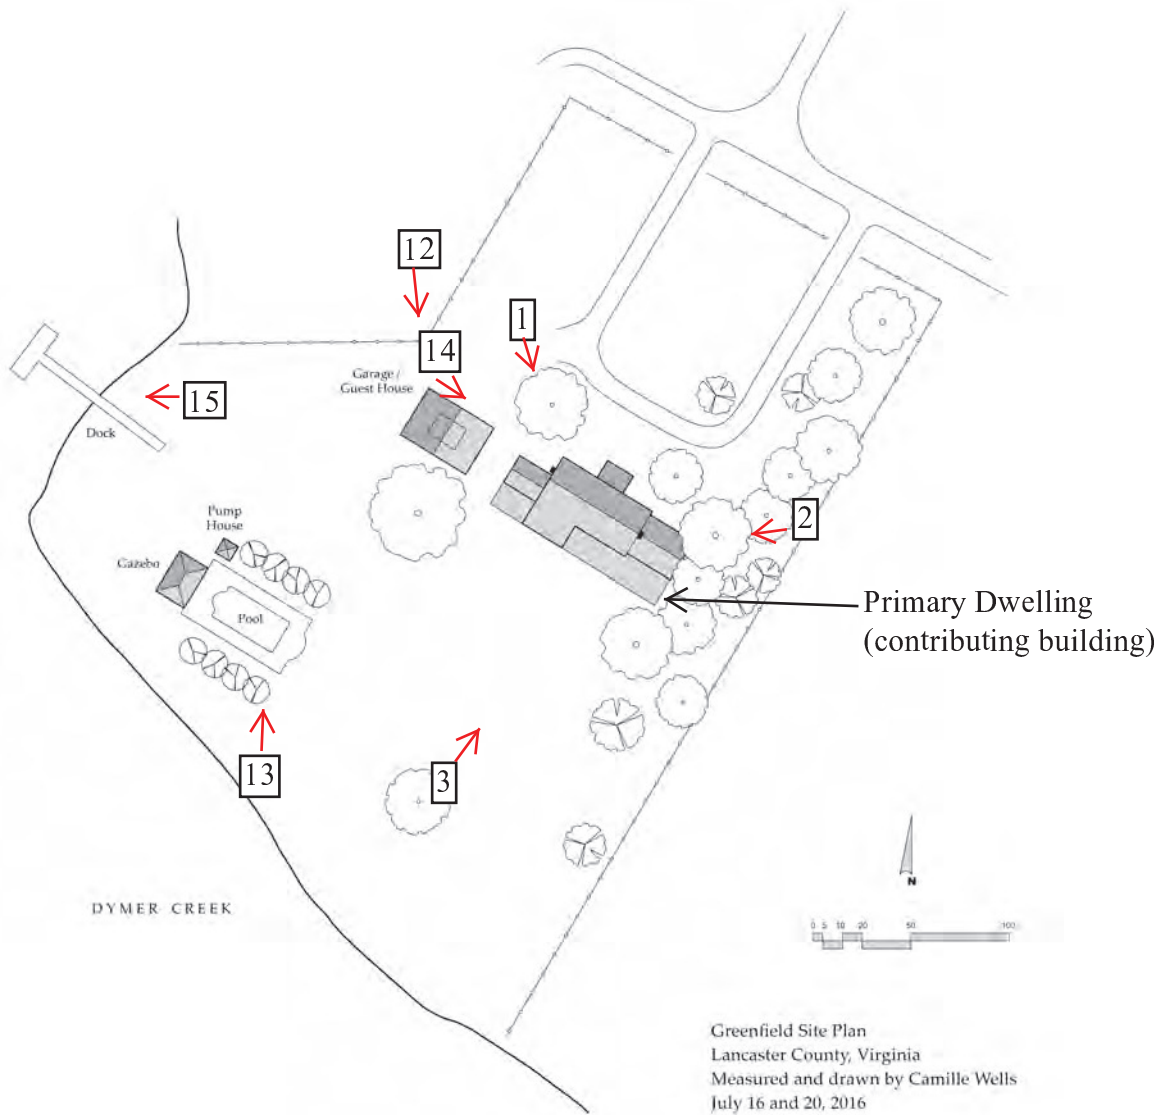 12
1
14
Garage /
Guest House
15
Dock
2
Pump
House
Gazebo
Primary Dwelling
(contributing building)
Pool
13
3
N
DYMER CREEK
0 5 10 20 50 100
Greenfield Site Plan
Lancaster County, Virginia
Measured and drawn by Camille Wells
July 16 and 20, 2016